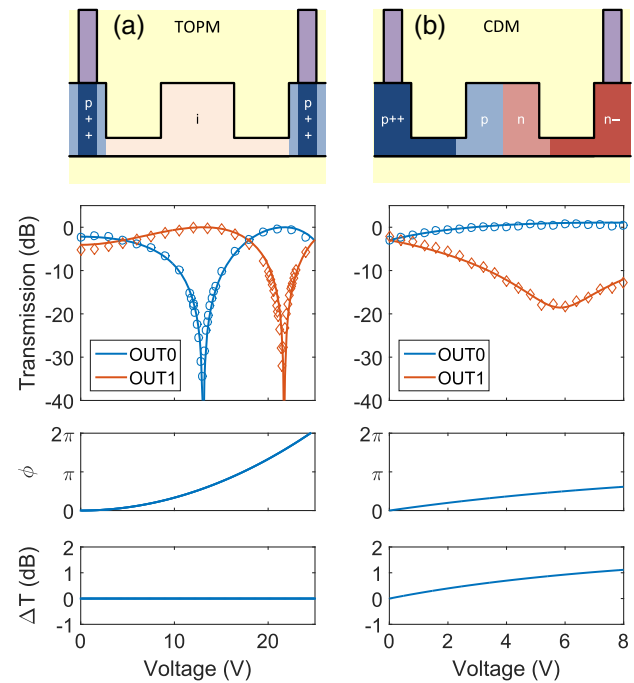 (a) TOPM
p
+
+
i
p
+
+
(b) CDM
p++
p
n
n−
Transmission (dB)
0
-10
-20
-30
-40
OUT0
OUT1
0
-10
-20
-30
-40
OUT0
OUT1
ϕ
2π
π
0
2π
π
0
ΔT (dB)
2
1
0
-1
0 10 20
Voltage (V)
2
1
0
-1
0 2 4 6 8
Voltage (V)